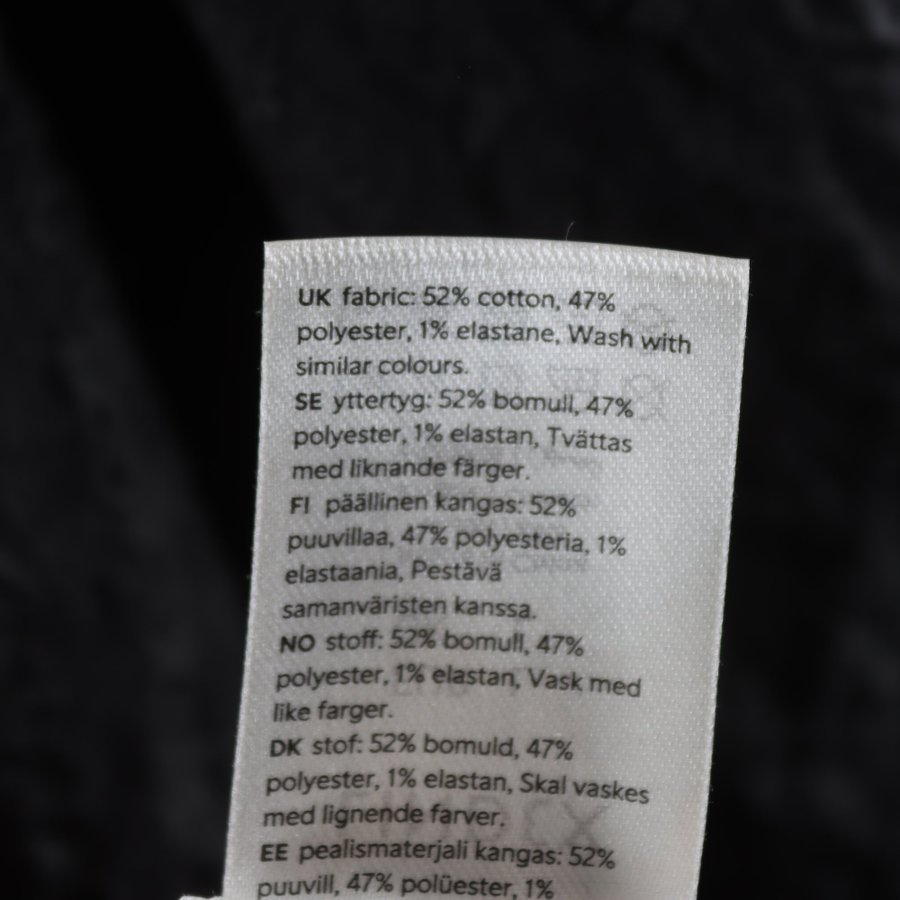 UK fabric: 52% cotton, 47%
polyester, 1% elastane, Wash with
similar colours.
SE yttertyg: 52% bomull, 47%
polyester, 1% elastan, Tvättas
med liknande färger.
FI päällinen kangas: 52%
puuvillaa, 47% polyesteria, 1%
elastaania, Pestävä
samanväristen kanssa.
NO stoff: 52% bomull, 47%
polyester, 1% elastan, Vask med
like farger.
DK stof: 52% bomuld, 47%
polyester, 1% elastan, Skal vaskes
med lignende farver.
EE pealismaterjali kangas: 52%
puuvill, 47% polüester, 1%